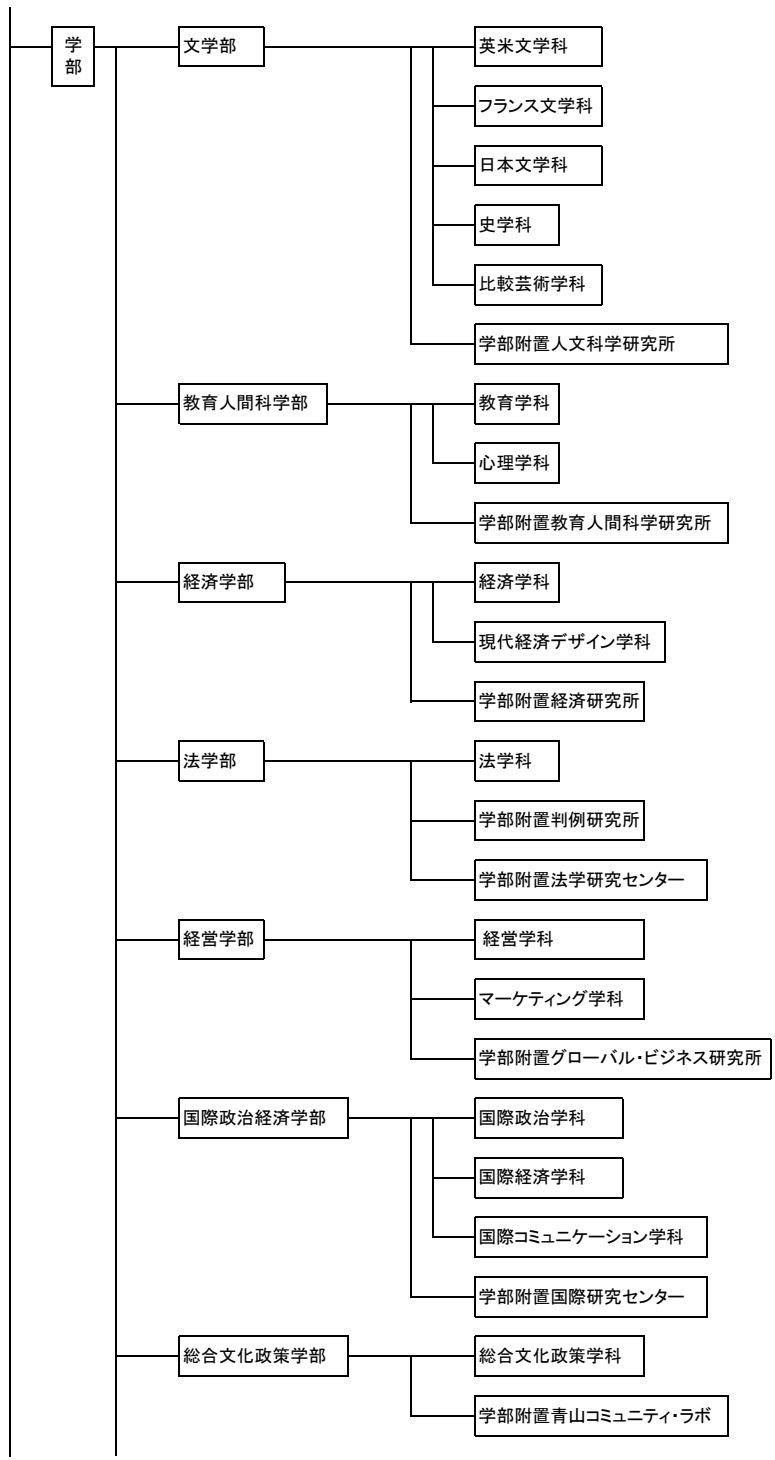 学
部
文学部
英米文学科
フランス文学科
日本文学科
史学科
比較芸術学科
学部附置人文科学研究所
教育人間科学部
教育学科
心理学科
学部附置教育人間科学研究所
経済学部
経済学科
現代経済デザイン学科
学部附置経済研究所
法学部
法学科
学部附置判例研究所
学部附置法学研究センター
経営学部
経営学科
マーケティング学科
学部附置グローバル・ビジネス研究所
国際政治経済学部
国際政治学科
国際経済学科
国際コミュニケーション学科
学部附置国際研究センター
総合文化政策学部
総合文化政策学科
学部附置青山コミュニティ・ラボ